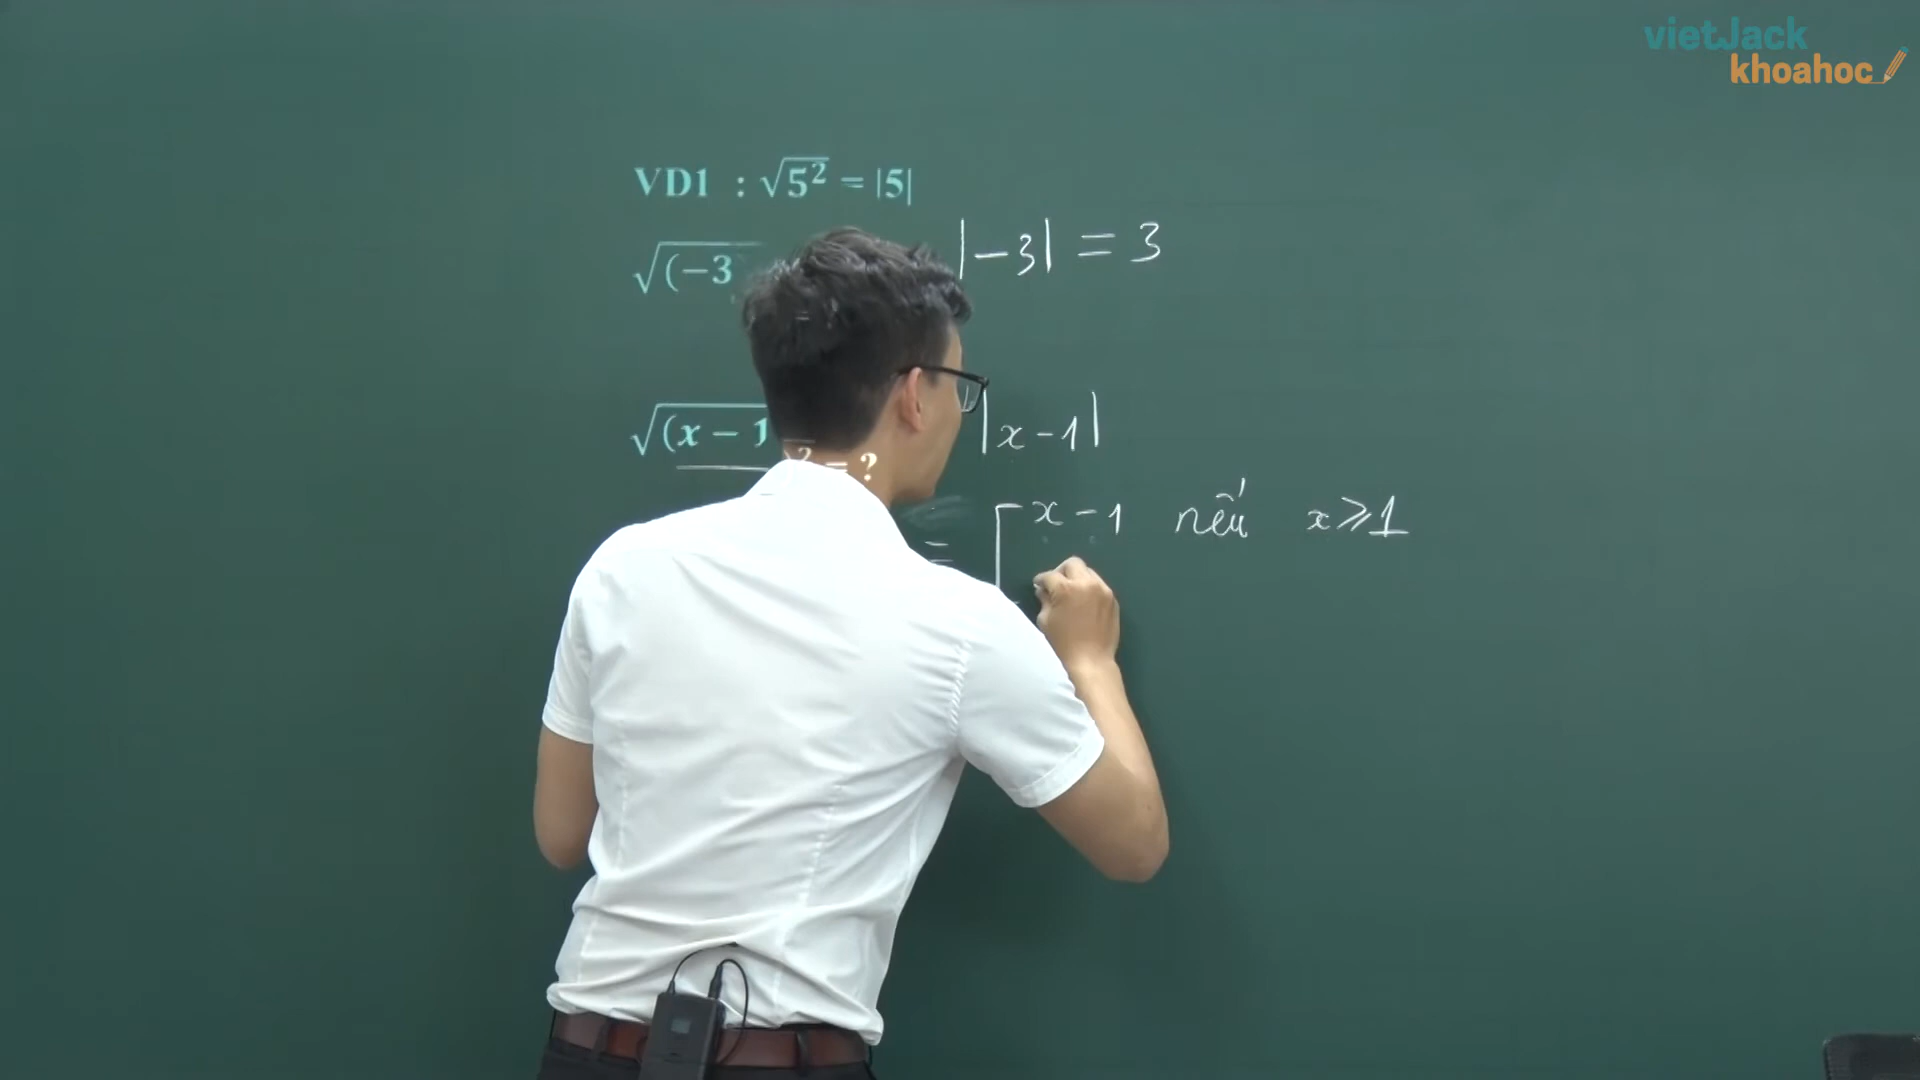 vietJack
khoahoc
VD1 : √5² = |5|
√(−3 |−3| = 3
√(x − 1 |x−1|
= ?
= [ x−1 nếu x⩾1